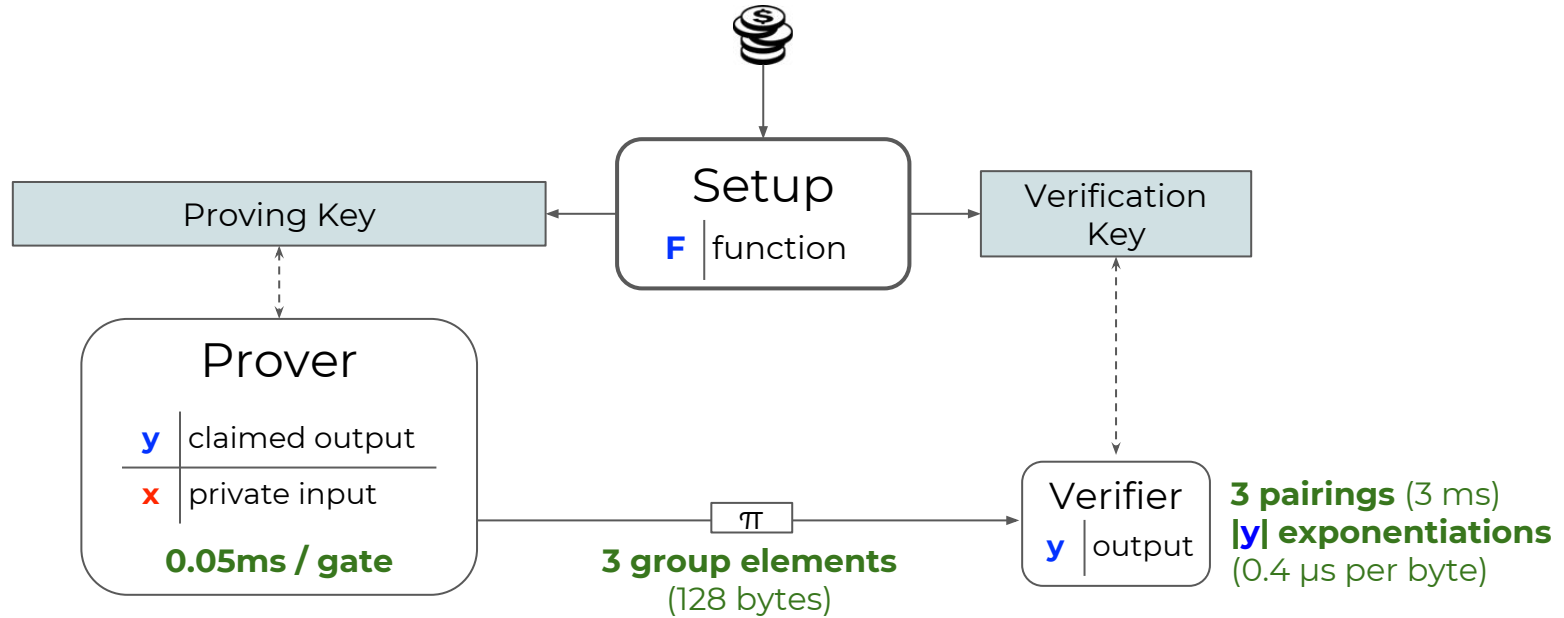 $
Setup
F function
Proving Key
Verification
Key
Prover
y claimed output
x private input
0.05ms / gate
π
3 group elements
(128 bytes)
Verifier
y output
3 pairings (3 ms)
|y| exponentiations
(0.4 µs per byte)